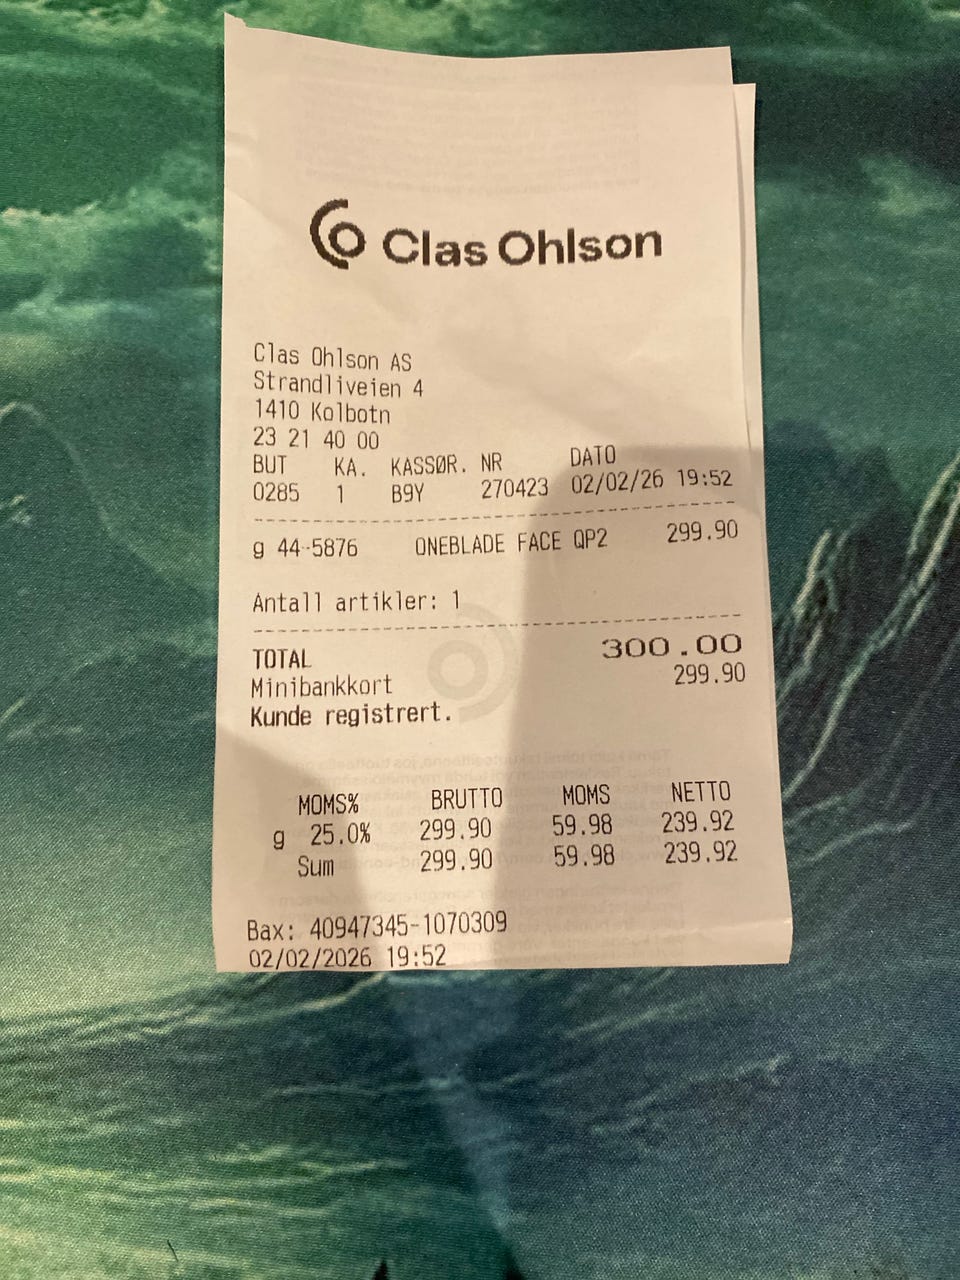 Clas Ohlson
Clas Ohlson AS
Strandliveien 4
1410 Kolbotn
23 21 40 00
BUT KA. KASSØR. NR DATO
0285 1 B9Y 270423 02/02/26 19:52
g 44-5876 ONEBLADE FACE QP2 299.90
Antall artikler: 1
TOTAL 300.00
Minibankkort 299.90
Kunde registrert.
MOMS% BRUTTO MOMS NETTO
g 25.0% 299.90 59.98 239.92
Sum 299.90 59.98 239.92
Bax: 40947345-1070309
02/02/2026 19:52